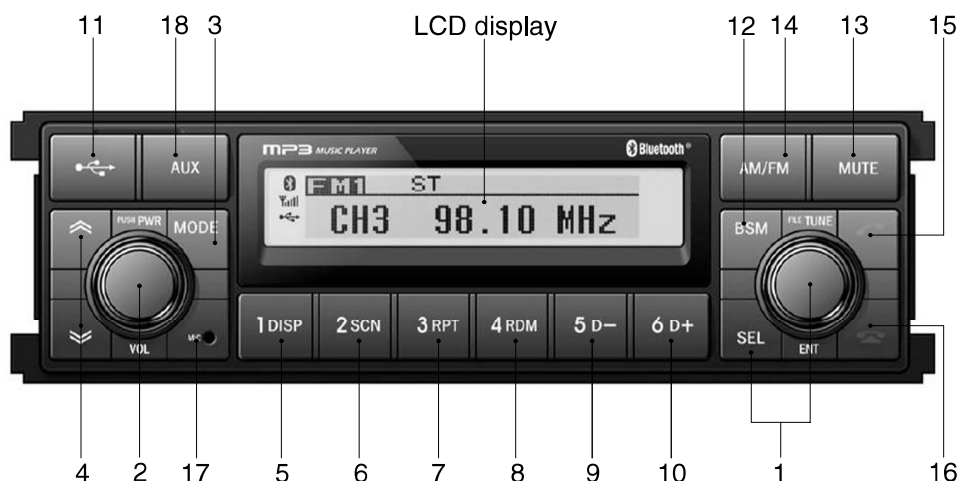 11 18 3 LCD display 12 14 13 15
MP3 MUSIC PLAYER Bluetooth®
AUX AM/FM MUTE
FM1 ST
CH3 98.10 MHz
PUSH PWR MODE BSM FILE TUNE
1 DISP 2 SCN 3 RPT 4 RDM 5 D− 6 D+
VOL MIC SEL ENT
4 2 17 5 6 7 8 9 10 1 16